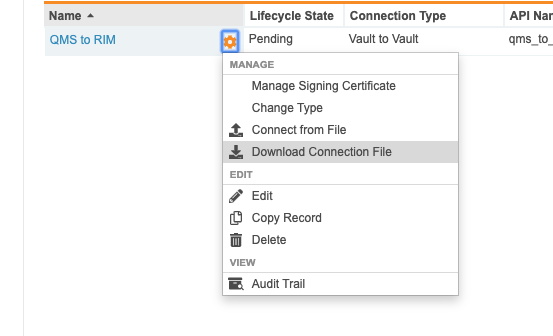 Name Lifecycle State Connection Type API Nam
QMS to RIM Pending Vault to Vault qms_to_
MANAGE
Manage Signing Certificate
Change Type
Connect from File
Download Connection File
EDIT
Edit
Copy Record
Delete
VIEW
Audit Trail